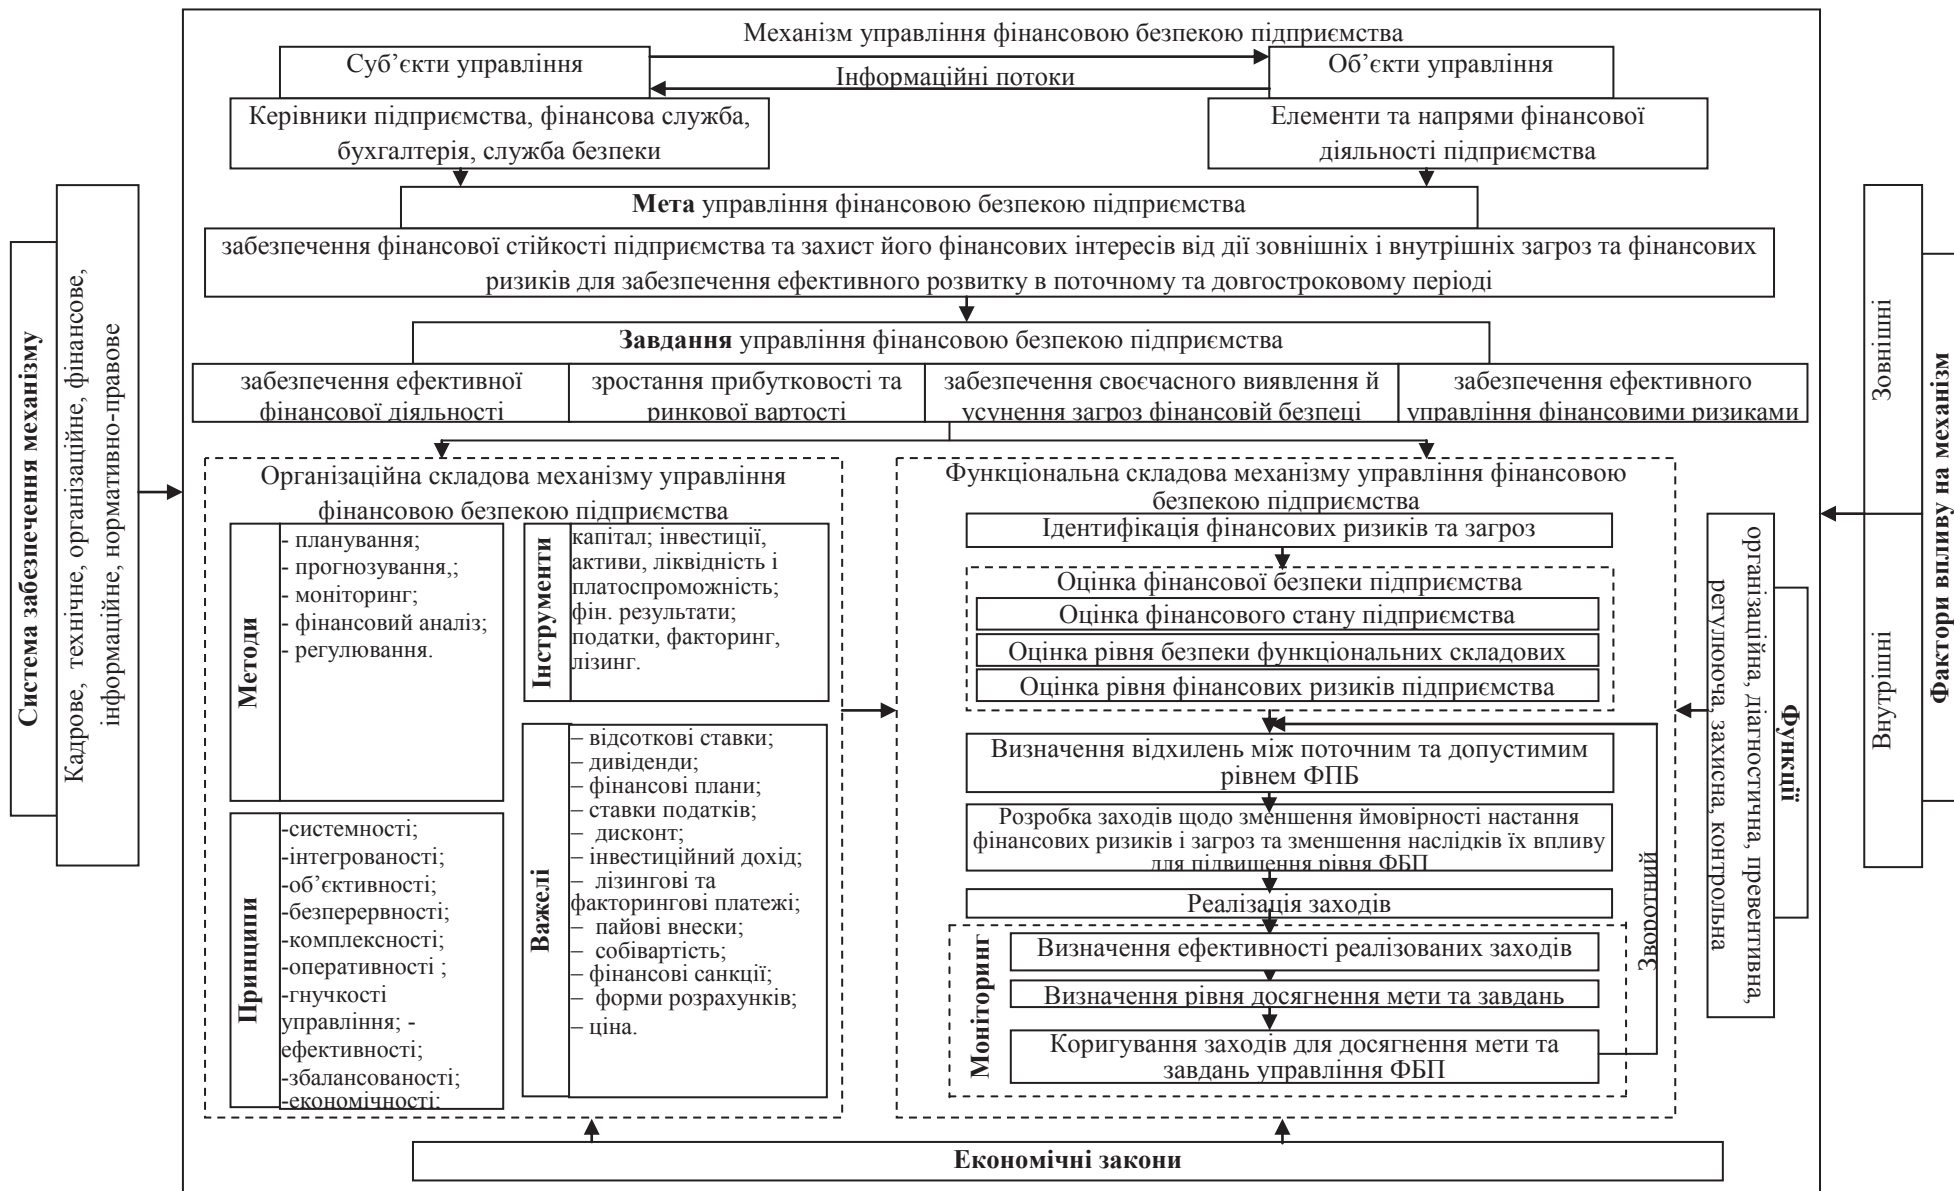 Механізм управління фінансовою безпекою підприємства
Суб’єкти управління
Інформаційні потоки
Об’єкти управління
Керівники підприємства, фінансова служба,
бухгалтерія, служба безпеки
Елементи та напрями фінансової
діяльності підприємства
Мета управління фінансовою безпекою підприємства
забезпечення фінансової стійкості підприємства та захист його фінансових інтересів від дії зовнішніх і внутрішніх загроз та фінансових
ризиків для забезпечення ефективного розвитку в поточному та довгостроковому періоді
Завдання управління фінансовою безпекою підприємства
забезпечення ефективної
фінансової діяльності
зростання прибутковості та
ринкової вартості
забезпечення своєчасного виявлення й
усунення загроз фінансовій безпеці
забезпечення ефективного
управління фінансовими ризиками
Система забезпечення механізму
Кадрове, технічне, організаційне, фінансове,
інформаційне, нормативно-правове
Організаційна складова механізму управління
фінансовою безпекою підприємства
Методи
- планування;
- прогнозування,;
- моніторинг;
- фінансовий аналіз;
- регулювання.
Інструменти
капітал; інвестиції,
активи, ліквідність і
платоспроможність;
фін. результати;
податки, факторинг,
лізинг.
Принципи
-системності;
-інтегрованості;
-об’єктивності;
-безперервності;
-комплексності;
-оперативності ;
-гнучкості
управління; -
ефективності;
-збалансованості;
-економічності;
Важелі
– відсоткові ставки;
– дивіденди;
– фінансові плани;
– ставки податків;
– дисконт;
– інвестиційний дохід;
– лізингові та
факторингові платежі;
– пайові внески;
– собівартість;
– фінансові санкції;
– форми розрахунків;
– ціна.
Функціональна складова механізму управління фінансовою
безпекою підприємства
Ідентифікація фінансових ризиків та загроз
Оцінка фінансової безпеки підприємства
Оцінка фінансового стану підприємства
Оцінка рівня безпеки функціональних складових
Оцінка рівня фінансових ризиків підприємства
Визначення відхилень між поточним та допустимим
рівнем ФПБ
Розробка заходів щодо зменшення ймовірності настання
фінансових ризиків і загроз та зменшення наслідків їх впливу
для підвищення рівня ФБП
Реалізація заходів
Моніторинг
Визначення ефективності реалізованих заходів
Визначення рівня досягнення мети та завдань
Коригування заходів для досягнення мети та
завдань управління ФБП
Зворотний
Функції
організаційна, діагностична, превентивна,
регулююча, захисна, контрольна
Зовнішні
Внутрішні
Фактори впливу на механізм
Економічні закони